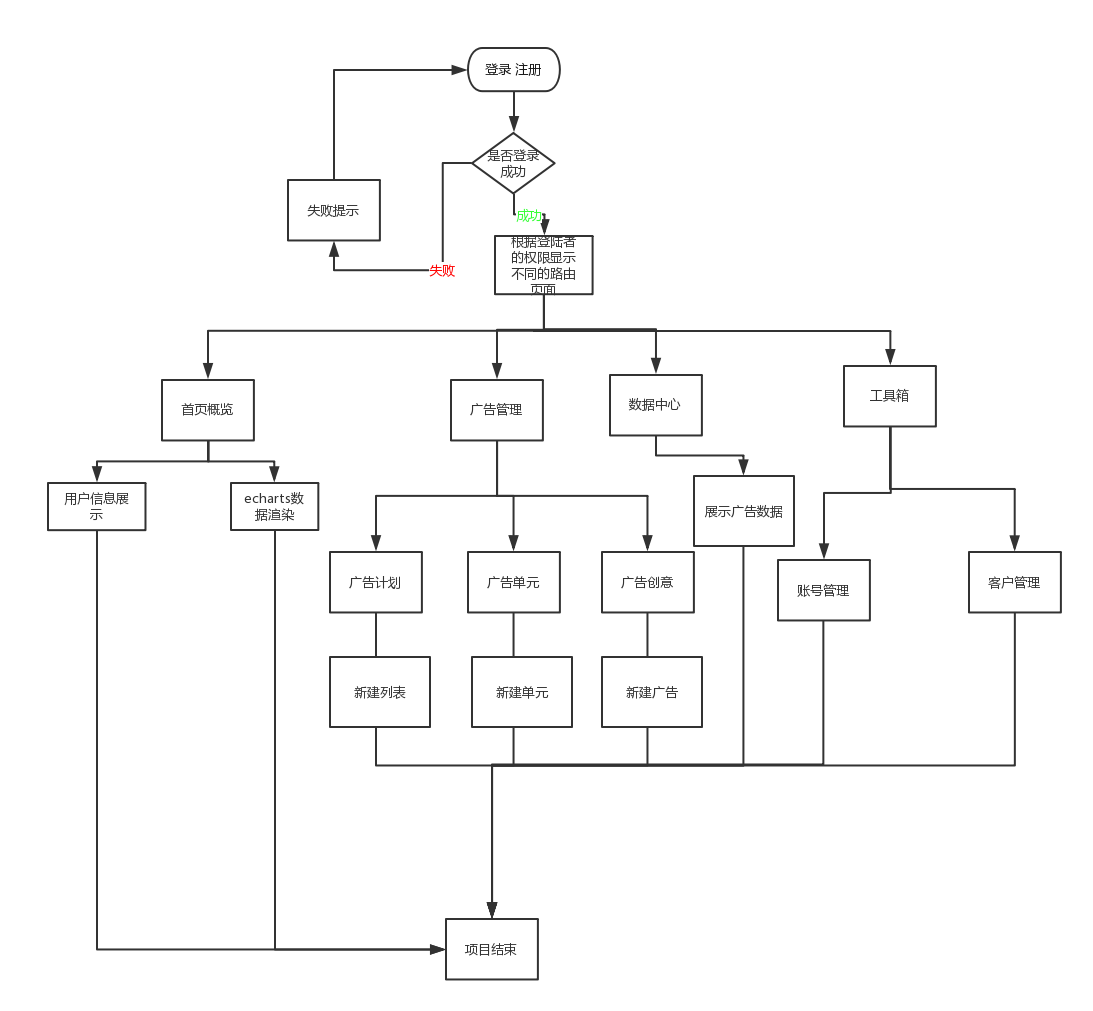 登录 注册
是否登录
成功
失败提示
成功
失败
根据登陆者
的权限显示
不同的路由
页面
首页概览
广告管理
数据中心
工具箱
用户信息展
示
echarts数
据渲染
展示广告数据
广告计划
广告单元
广告创意
账号管理
客户管理
新建列表
新建单元
新建广告
项目结束